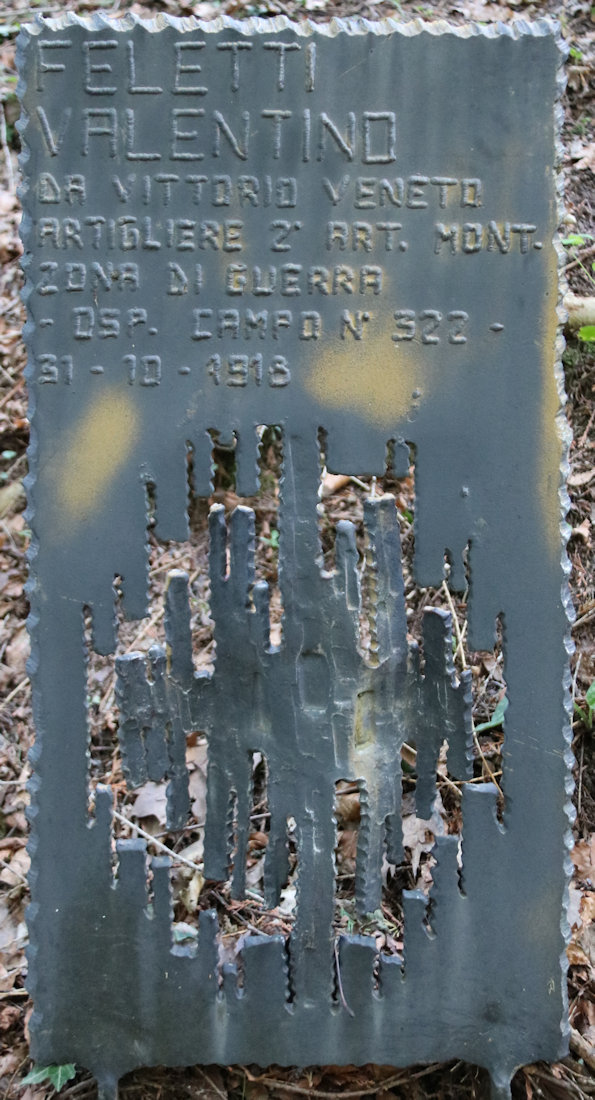 FELETTI
VALENTINO
DA VITTORIO VENETO
ARTIGLIERE 2° ART. MONT.
ZONA DI GUERRA
- OSP. CAMPO N° 322 -
31 - 10 - 1918